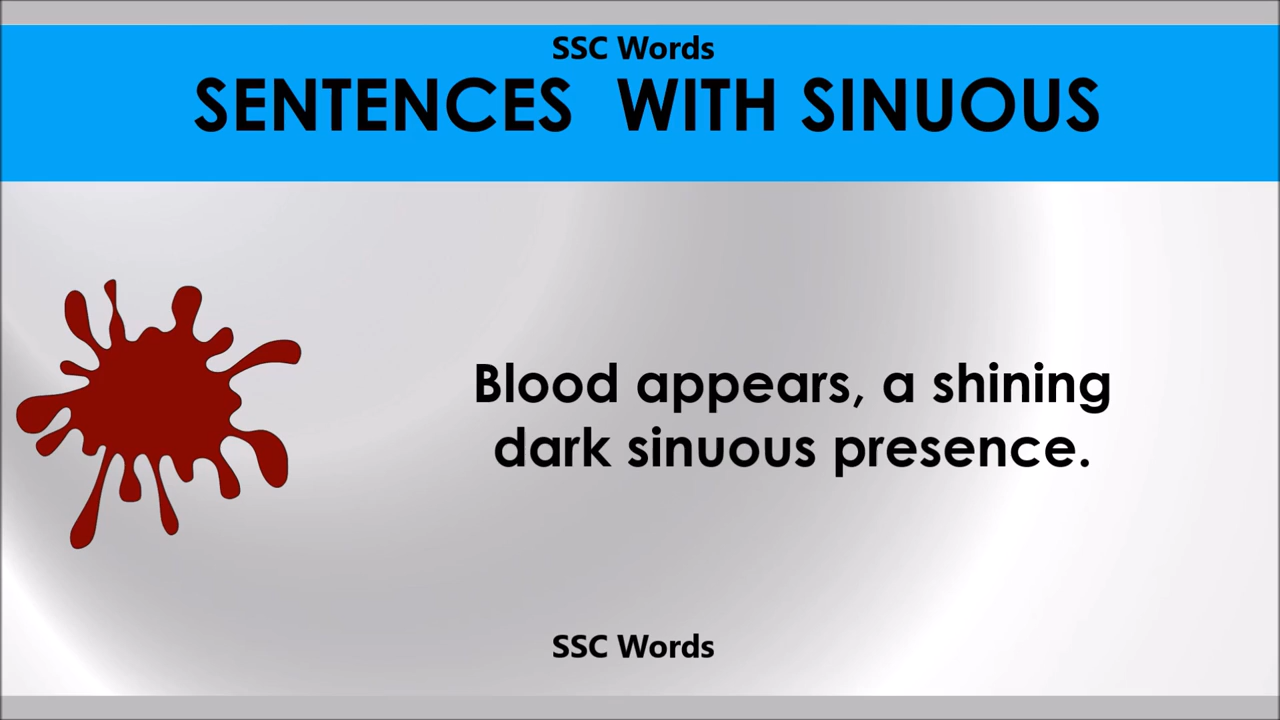 SSC Words
SENTENCES WITH SINUOUS
Blood appears, a shining
dark sinuous presence.
SSC Words